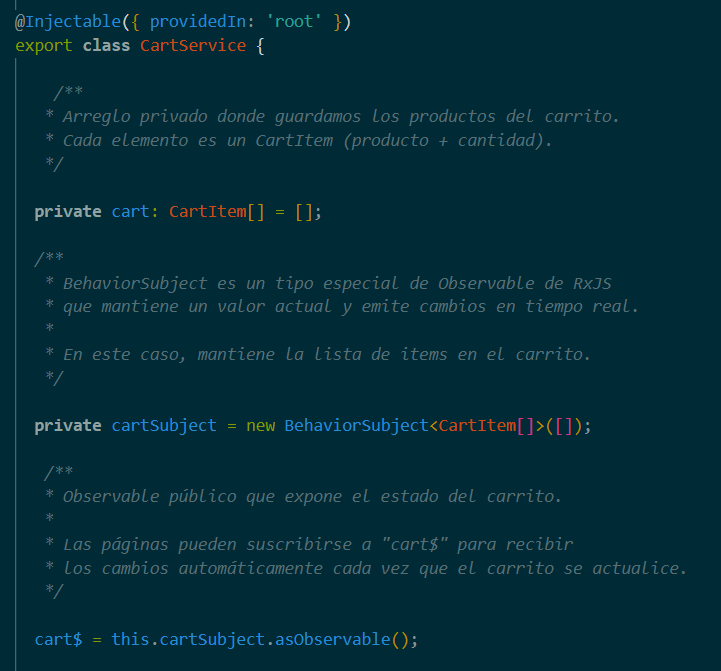 @Injectable({ providedIn: 'root' })
export class CartService {
/**
* Arreglo privado donde guardamos los productos del carrito.
* Cada elemento es un CartItem (producto + cantidad).
*/
private cart: CartItem[] = [];
/**
* BehaviorSubject es un tipo especial de Observable de RxJS
* que mantiene un valor actual y emite cambios en tiempo real.
*
* En este caso, mantiene la lista de items en el carrito.
*/
private cartSubject = new BehaviorSubject<CartItem[]>([]);
/**
* Observable público que expone el estado del carrito.
*
* Las páginas pueden suscribirse a "cart$" para recibir
* los cambios automáticamente cada vez que el carrito se actualice.
*/
cart$ = this.cartSubject.asObservable();